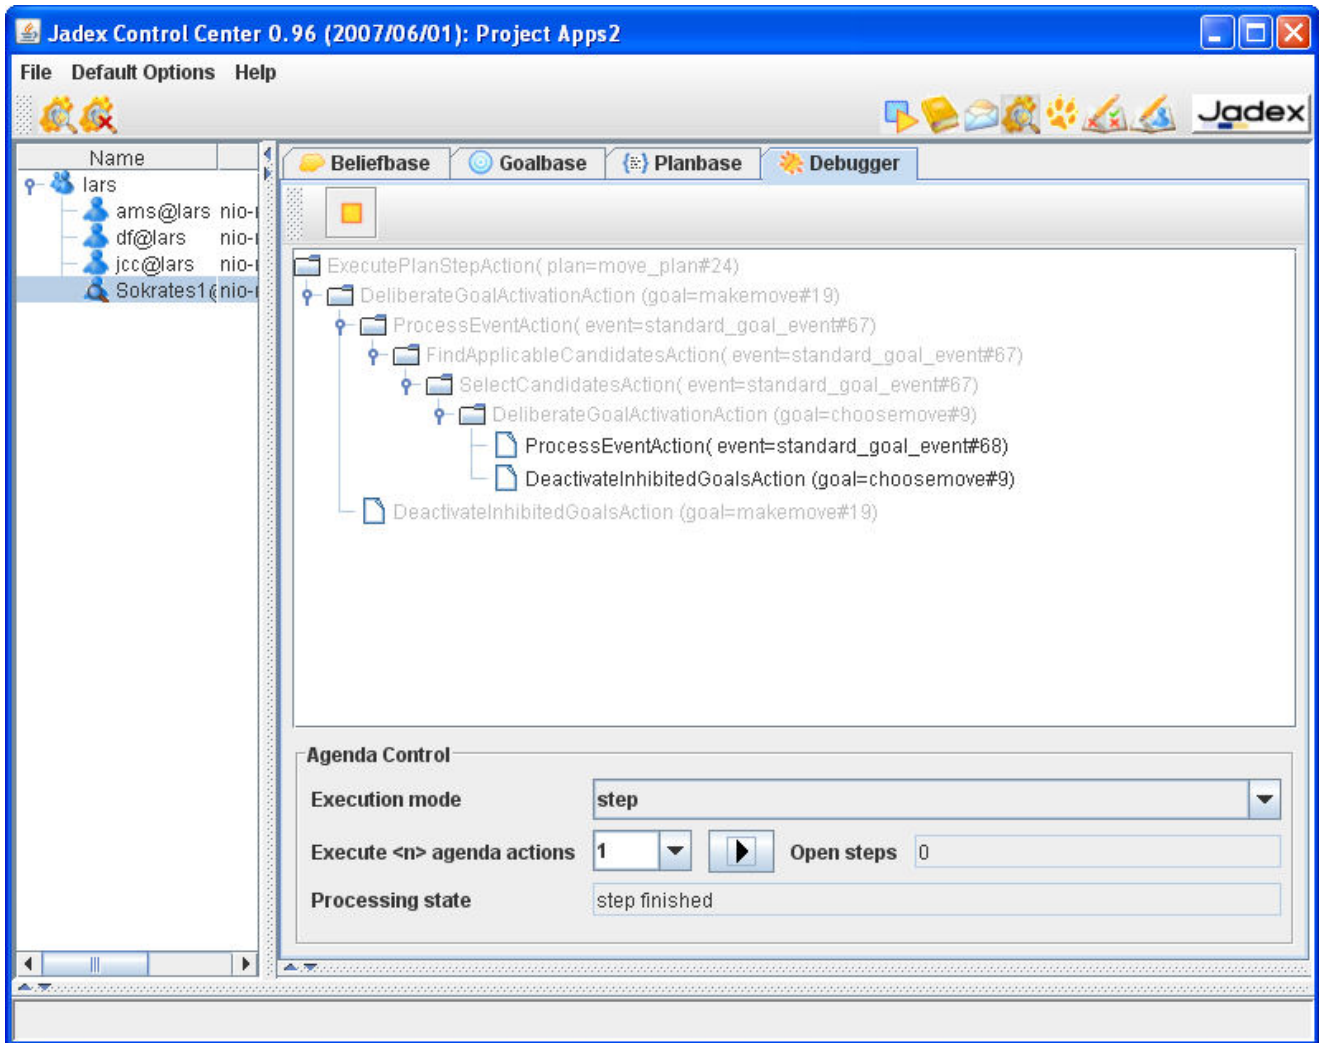 Jadex Control Center 0.96 (2007/06/01): Project Apps2
File Default Options Help
Jadex
Name
lars
ams@lars nio-
df@lars nio-
jcc@lars nio-
Sokrates1@ nio-
Beliefbase Goalbase Planbase Debugger
ExecutePlanStepAction( plan=move_plan#24)
DeliberateGoalActivationAction (goal=makemove#19)
ProcessEventAction( event=standard_goal_event#67)
FindApplicableCandidatesAction( event=standard_goal_event#67)
SelectCandidatesAction( event=standard_goal_event#67)
DeliberateGoalActivationAction (goal=choosemove#9)
ProcessEventAction( event=standard_goal_event#68)
DeactivateInhibitedGoalsAction (goal=choosemove#9)
DeactivateInhibitedGoalsAction (goal=makemove#19)
Agenda Control
Execution mode step
Execute <n> agenda actions 1 Open steps 0
Processing state step finished